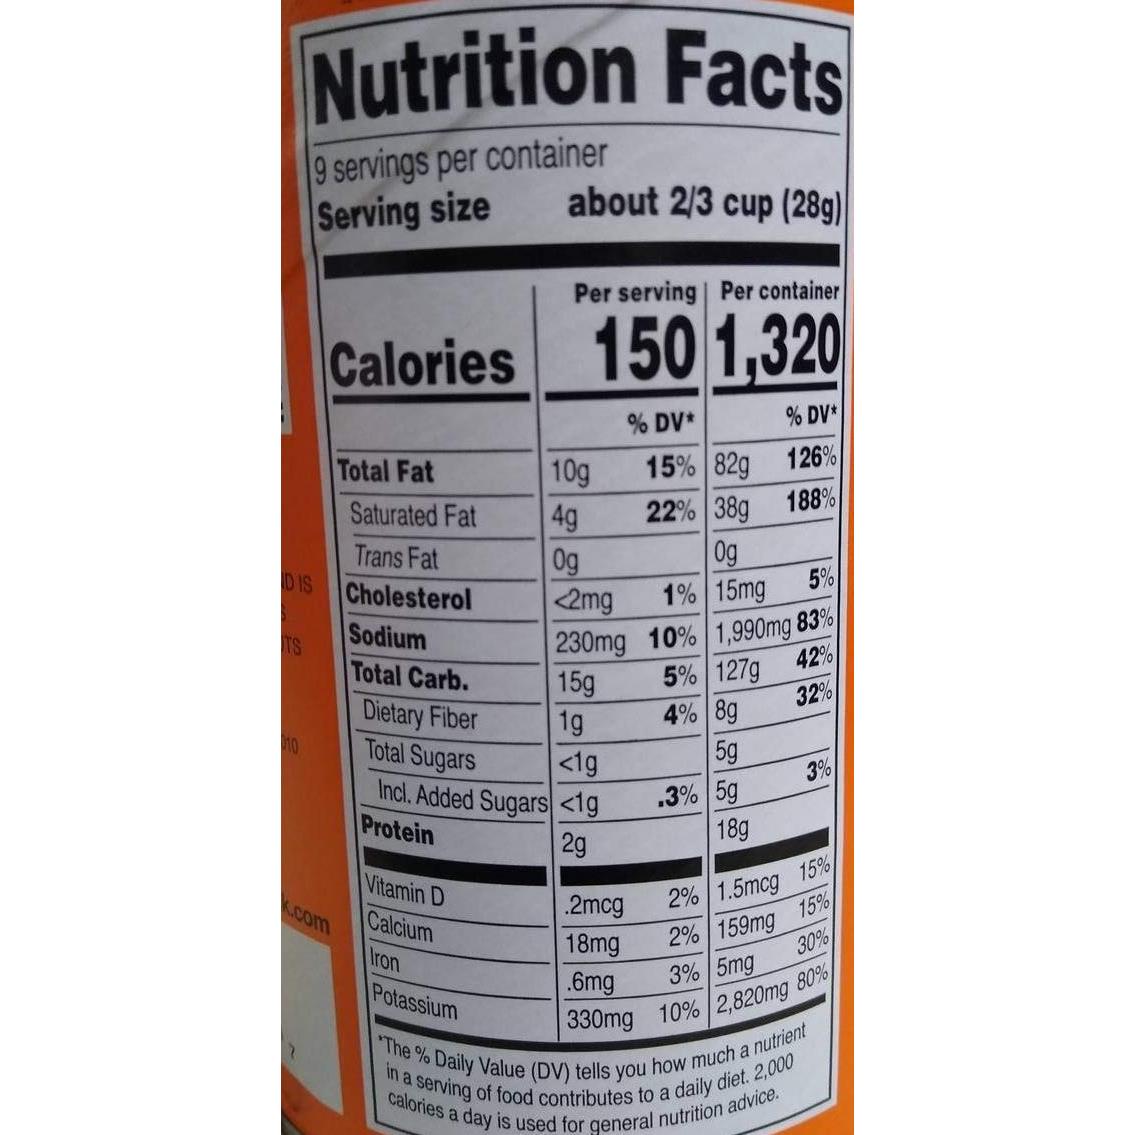 Nutrition Facts
9 servings per container
Serving size about 2/3 cup (28g)
Per serving Per container
Calories 150 1,320
% DV* % DV*
Total Fat 10g 15% 82g 126%
Saturated Fat 4g 22% 38g 188%
Trans Fat 0g 0g
Cholesterol <2mg 1% 15mg 5%
Sodium 230mg 10% 1,990mg 83%
Total Carb. 15g 5% 127g 42%
Dietary Fiber 1g 4% 8g 32%
Total Sugars <1g 5g
Incl. Added Sugars <1g .3% 5g 3%
Protein 2g 18g
Vitamin D .2mcg 2% 1.5mcg 15%
Calcium 18mg 2% 159mg 15%
Iron .6mg 3% 5mg 30%
Potassium 330mg 10% 2,820mg 80%
*The % Daily Value (DV) tells you how much a nutrient
in a serving of food contributes to a daily diet. 2,000
calories a day is used for general nutrition advice.
IS
k.com
7